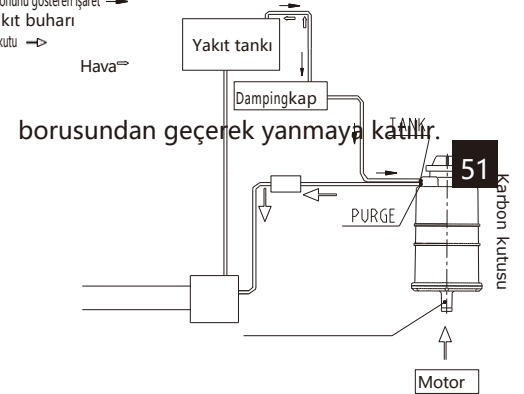 yönünü gösteren işaret
kıt buharı
kutu
Hava
Yakıt tankı
Dampingkap
borusundan geçerek yanmaya katılır.
TANK
51
Karbon kutusu
PURGE
Motor